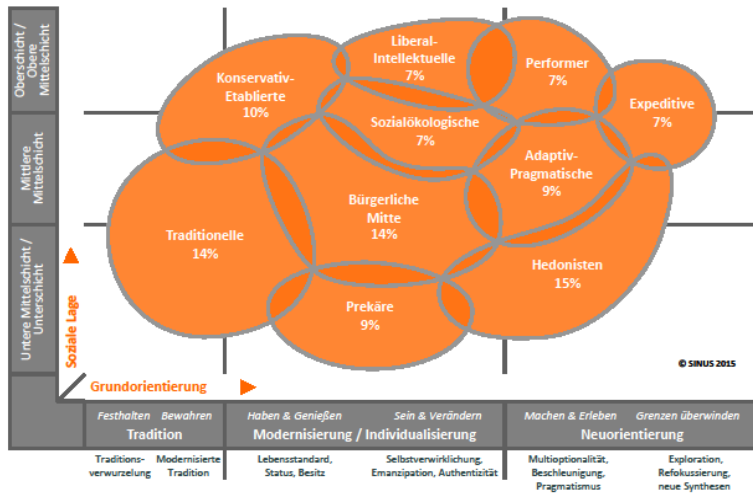 Oberschicht /
Obere
Mittelschicht
Mittlere
Mittelschicht
Untere Mittelschicht /
Unterschicht
Soziale Lage
Konservativ-
Etablierte
10%
Liberal-
Intellektuelle
7%
Performer
7%
Expeditive
7%
Sozialökologische
7%
Adaptiv-
Pragmatische
9%
Traditionelle
14%
Bürgerliche
Mitte
14%
Hedonisten
15%
Prekäre
9%
© SINUS 2015
Grundorientierung
Festhalten Bewahren
Tradition
Haben & Genießen Sein & Verändern
Modernisierung / Individualisierung
Machen & Erleben Grenzen überwinden
Neuorientierung
Traditions-
verwurzelung
Modernisierte
Tradition
Lebensstandard,
Status, Besitz
Selbstverwirklichung,
Emanzipation, Authentizität
Multioptionalität,
Beschleunigung,
Pragmatismus
Exploration,
Refokussierung,
neue Synthesen